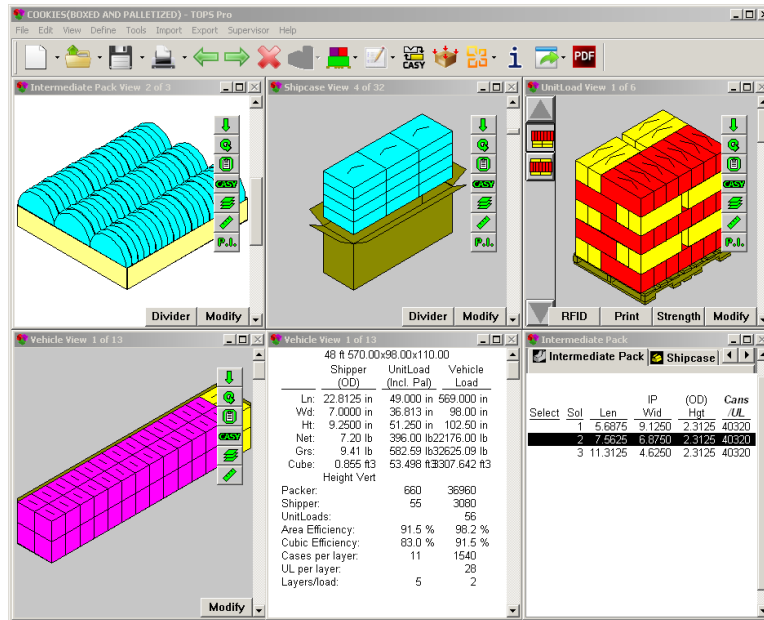 COOKIES(BOXED AND PALLETIZED) - TOPS Pro
File Edit View Define Tools Import Export Supervisor Help
CASY
i
PDF
Intermediate Pack View 2 of 3
CASY
P.I.
Divider Modify
Shipcase View 4 of 32
CASY
P.I.
Divider Modify
UnitLoad View 1 of 6
CASY
P.I.
RFID Print Strength Modify
Vehicle View 1 of 13
CASY
Modify
Vehicle View 1 of 13
48 ft 570.00x98.00x110.00
Shipper UnitLoad Vehicle
(OD) (Incl. Pal) Load
Ln: 22.8125 in 49.000 in 569.000 in
Wd: 7.0000 in 36.813 in 98.00 in
Ht: 9.2500 in 51.250 in 102.50 in
Net: 7.20 lb 396.00 lb 22176.00 lb
Grs: 9.41 lb 582.59 lb 32625.09 lb
Cube: 0.855 ft3 53.498 ft3 3307.642 ft3
Height Vert
Packer: 660 36960
Shipper: 55 3080
UnitLoads: 56
Area Efficiency: 91.5 % 98.2 %
Cubic Efficiency: 83.0 % 91.5 %
Cases per layer: 11 1540
UL per layer: 28
Layers/load: 5 2
Intermediate Pack
Intermediate Pack Shipcase
IP (OD) Cans
Select Sol Len Wid Hgt /UL
1 5.6875 9.1250 2.3125 40320
2 7.5625 6.8750 2.3125 40320
3 11.3125 4.6250 2.3125 40320